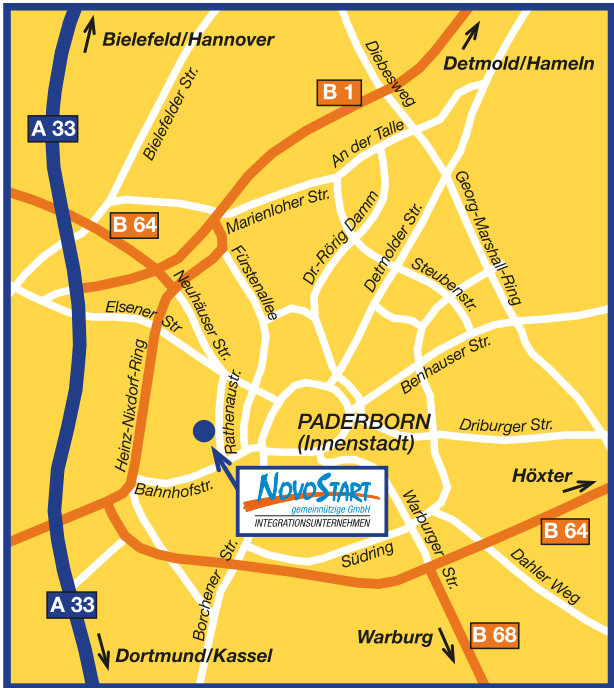 Bielefeld/Hannover
Detmold/Hameln
Diebesweg
Bielefelder Str.
B 1
A 33
An der Talle
Georg-Marshall-Ring
Marienloher Str.
Dr.-Rörig Damm
Detmolder Str.
B 64
Fürstenallee
Steubenstr.
Neuhäuser Str.
Elsener Str
Heinz-Nixdorf-Ring
Rathenaustr.
Benhauser Str.
PADERBORN
(Innenstadt)
Driburger Str.
Höxter
Bahnhofstr.
NOVOSTART
gemeinnützige GmbH
INTEGRATIONSUNTERNEHMEN
Warburger Str.
B 64
Südring
Dahler Weg
Borchener Str.
A 33
Warburg
B 68
Dortmund/Kassel